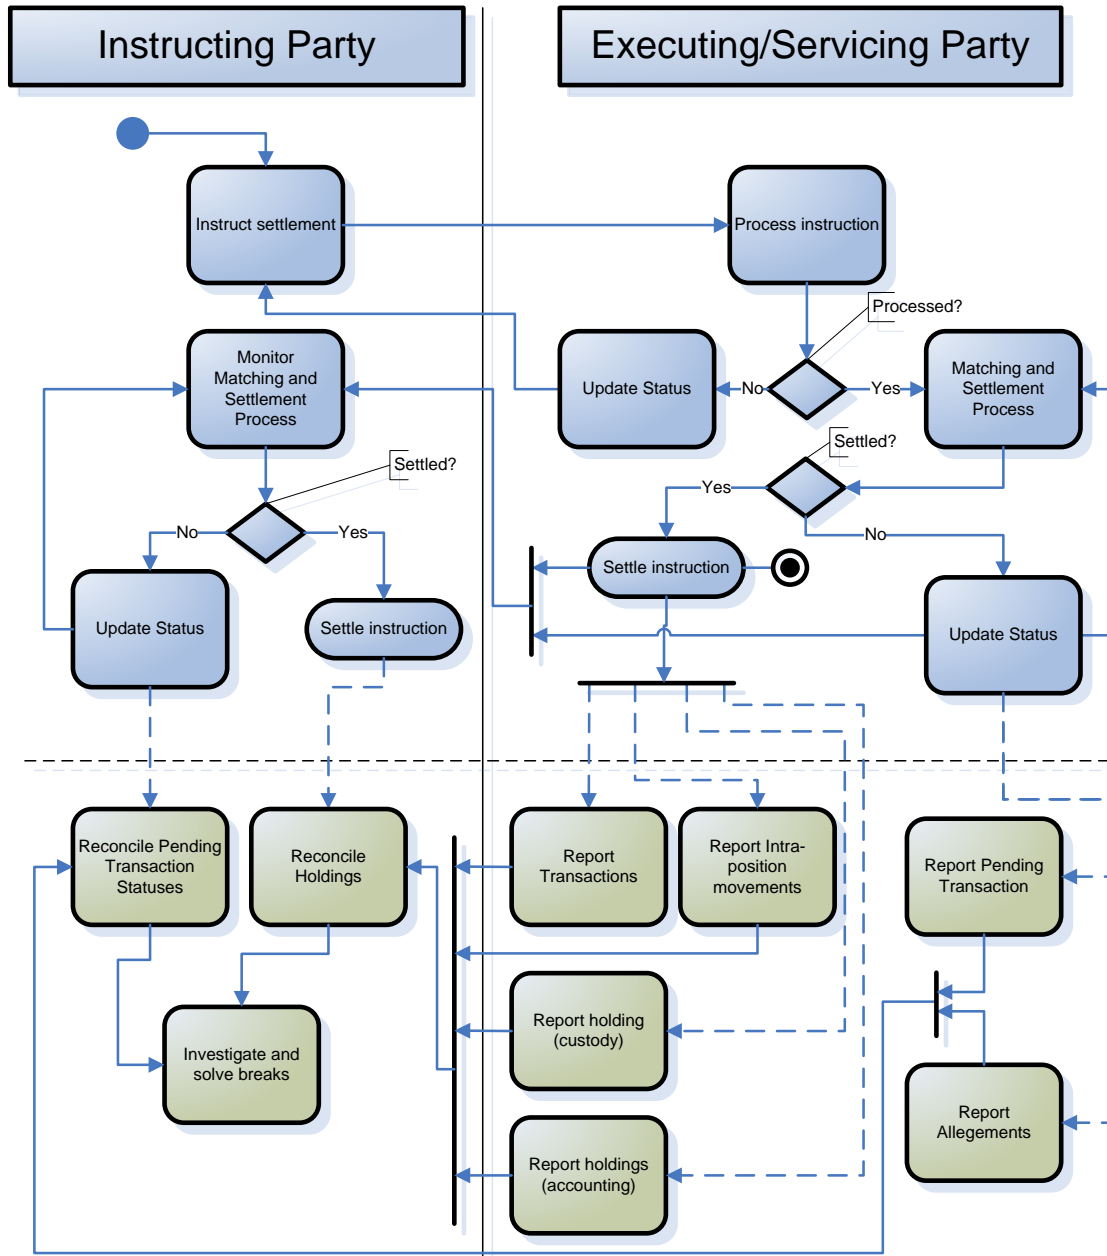 Instructing Party
Executing/Servicing Party
Instruct settlement
Process instruction
Processed?
Monitor
Matching and
Settlement
Process
Update Status
No
Yes
Matching and
Settlement
Process
Settled?
Settled?
Yes
No
No
Yes
Settle instruction
Update Status
Settle instruction
Update Status
Reconcile Pending
Transaction
Statuses
Reconcile
Holdings
Report
Transactions
Report Intra-
position
movements
Report Pending
Transaction
Investigate and
solve breaks
Report holding
(custody)
Report
Allegements
Report holdings
(accounting)